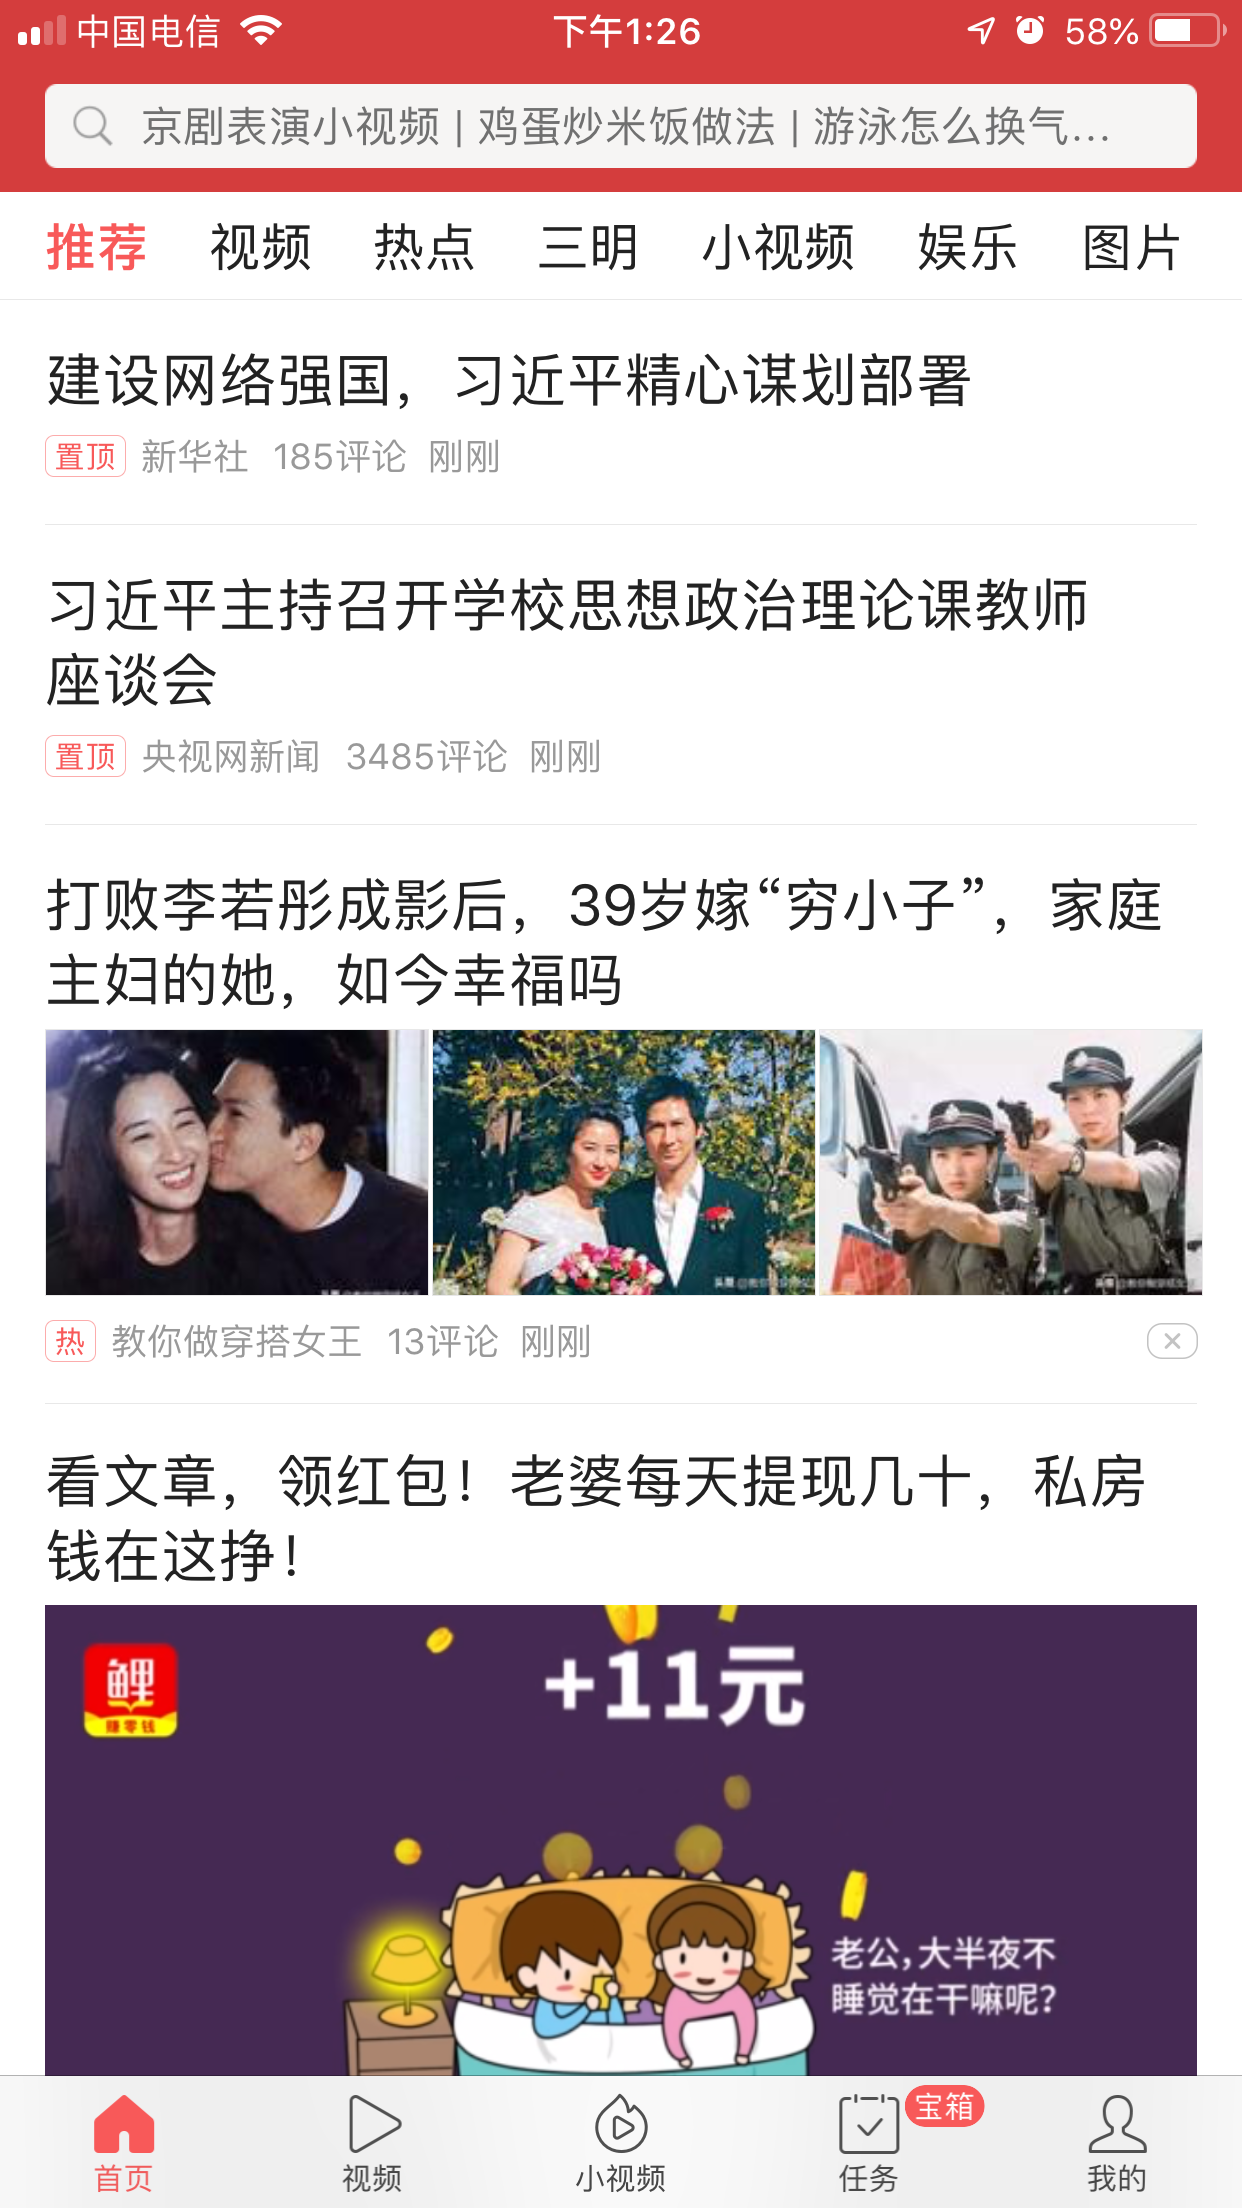 中国电信 下午1:26 58%
京剧表演小视频 | 鸡蛋炒米饭做法 | 游泳怎么换气...
推荐 视频 热点 三明 小视频 娱乐 图片
建设网络强国，习近平精心谋划部署
置顶 新华社 185评论 刚刚
习近平主持召开学校思想政治理论课教师
座谈会
置顶 央视网新闻 3485评论 刚刚
打败李若彤成影后，39岁嫁“穷小子”，家庭
主妇的她，如今幸福吗
热 教你做穿搭女王 13评论 刚刚
看文章，领红包！老婆每天提现几十，私房
钱在这挣！
鲤
赚零钱
+11元
老公，大半夜不
睡觉在干嘛呢？
宝箱
首页 视频 小视频 任务 我的